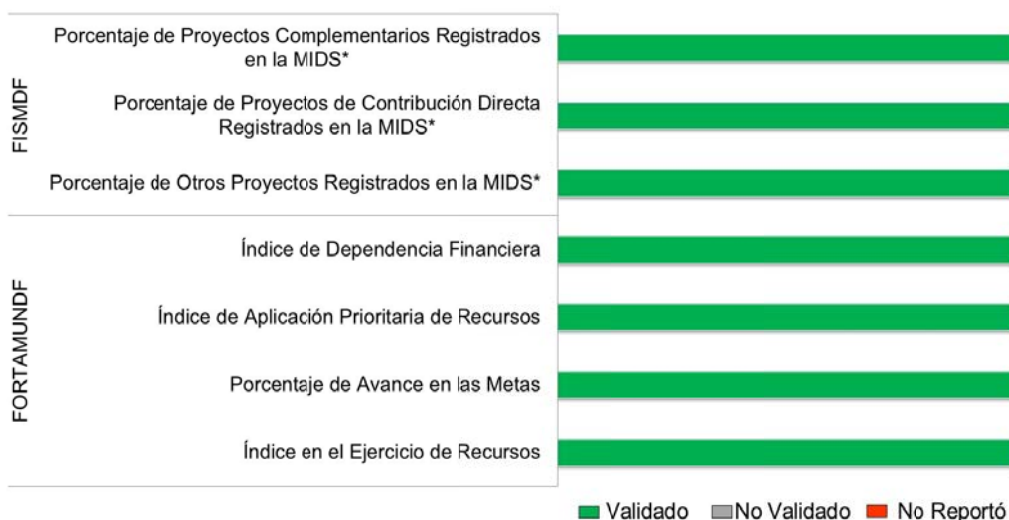 FISMDF
Porcentaje de Proyectos Complementarios Registrados
en la MIDS*
Porcentaje de Proyectos de Contribución Directa
Registrados en la MIDS*
Porcentaje de Otros Proyectos Registrados en la MIDS*
FORTAMUNDF
Índice de Dependencia Financiera
Índice de Aplicación Prioritaria de Recursos
Porcentaje de Avance en las Metas
Índice en el Ejercicio de Recursos
Validado No Validado No Reportó